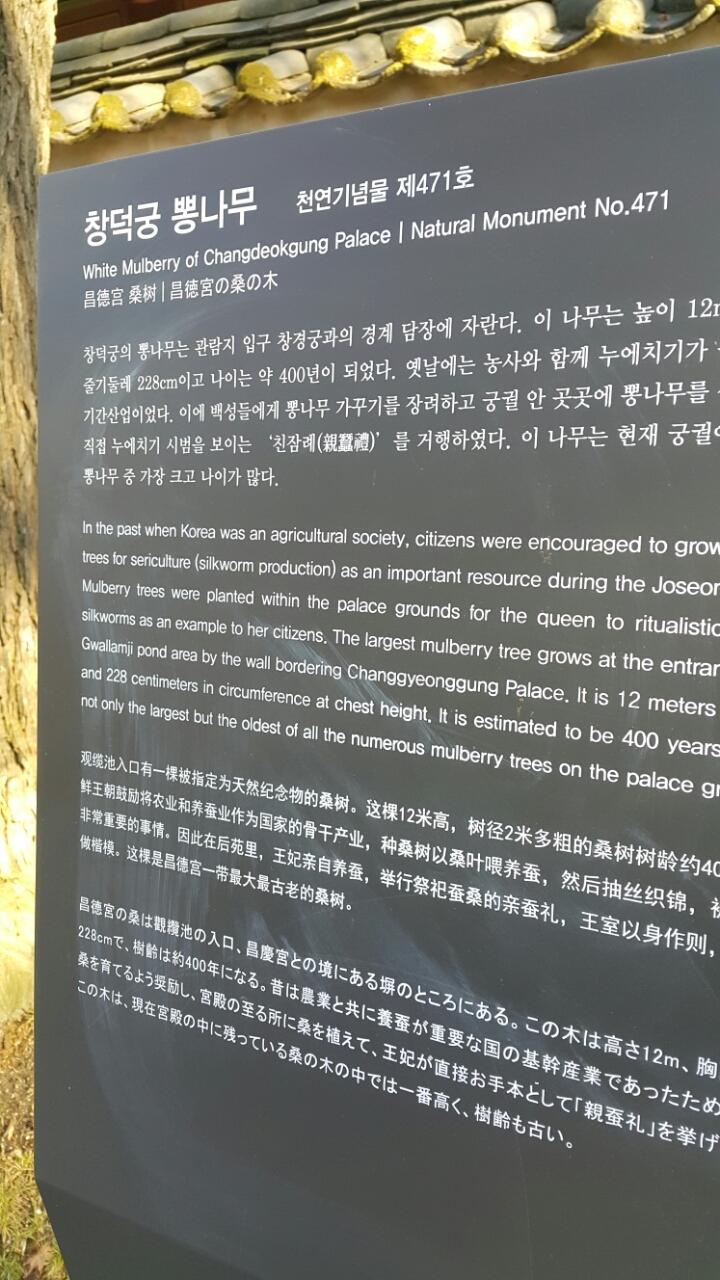 창덕궁 뽕나무 천연기념물 제471호
White Mulberry of Changdeokgung Palace | Natural Monument No.471
昌德宫 桑树 | 昌徳宮の桑の木
창덕궁의 뽕나무는 관람지 입구 창경궁과의 경계 담장에 자란다. 이 나무는 높이
줄기둘레 228cm이고 나이는 약 400년이 되었다. 옛날에는 농사와 함께 누에치기가
기간산업이었다. 이에 백성들에게 뽕나무 가꾸기를 장려하고 궁궐 안 곳곳에 뽕나무를
직접 누에치기 시범을 보이는 ‘친잠례(親蠶禮)’를 거행하였다. 이 나무는 현재
뽕나무 중 가장 크고 나이가 많다.
In the past when Korea was an agricultural society, citizens were encouraged to grow
trees for sericulture (silkworm production) as an important resource during the
Mulberry trees were planted within the palace grounds for the queen to
silkworms as an example to her citizens. The largest mulberry tree grows at the
Gwallamji pond area by the wall bordering Changgyeonggung Palace. It is 12 meters
and 228 centimeters in circumference at chest height. It is estimated to be 400 years
not only the largest but the oldest of all the numerous mulberry trees on the palace
观缆池入口有一棵被指定为天然纪念物的桑树。这棵12米高，树径2米多粗的桑树树龄约
鲜王朝鼓励将农业和养蚕业作为国家的骨干产业，种桑树以桑叶喂养蚕，然后抽丝织锦，
非常重要的事情。因此在后苑里，王妃亲自养蚕，举行祭祀蚕桑的亲蚕礼，王室以身作则，
做楷模。这棵是昌德宫一带最大最古老的桑树。
昌徳宮の桑は觀纜池の入口、昌慶宮との境にある塀のところにある。この木は高さ12m、胸
228cmで、樹齢は約400年になる。昔は農業と共に養蚕が重要な国の基幹産業であったため
桑を育てるよう奨励し、宮殿の至る所に桑を植えて、王妃が直接お手本として「親蚕礼」を挙げ
この木は、現在宮殿の中に残っている桑の木の中では一番高く、樹齢も古い。